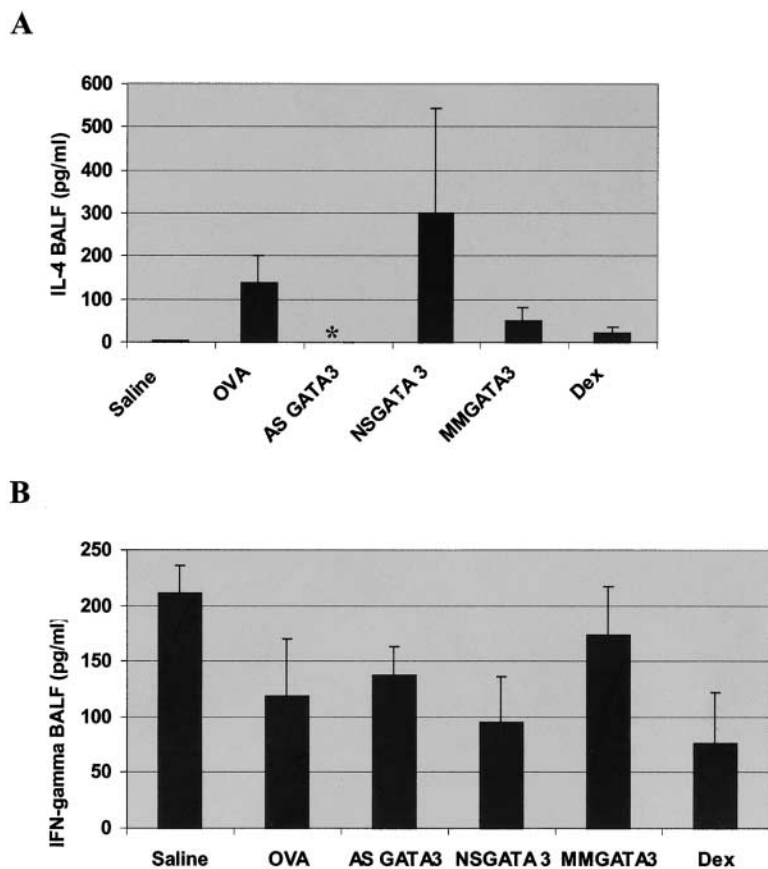 A
600
500
400
300
200
100
0
IL-4 BALF (pg/ml)
*
Saline
OVA
AS GATA3
NSGATA 3
MMGATA3
Dex
B
250
200
150
100
50
0
IFN-gamma BALF (pg/ml)
Saline OVA AS GATA3 NSGATA 3 MMGATA3 Dex